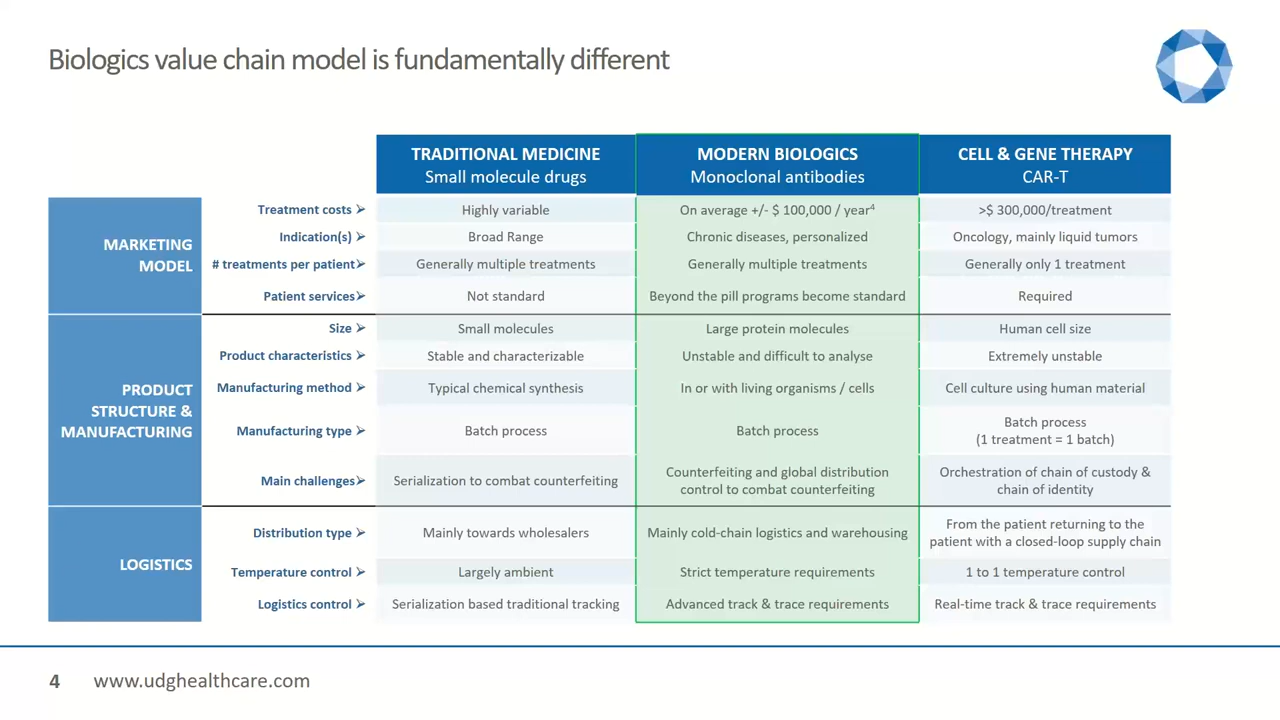 Biologics value chain model is fundamentally different
TRADITIONAL MEDICINE
Small molecule drugs
MODERN BIOLOGICS
Monoclonal antibodies
CELL & GENE THERAPY
CAR-T
MARKETING
MODEL
Treatment costs ➢ Highly variable On average +/- $ 100,000 / year⁴ >$ 300,000/treatment
Indication(s) ➢ Broad Range Chronic diseases, personalized Oncology, mainly liquid tumors
# treatments per patient➢ Generally multiple treatments Generally multiple treatments Generally only 1 treatment
Patient services➢ Not standard Beyond the pill programs become standard Required
PRODUCT
STRUCTURE &
MANUFACTURING
Size ➢ Small molecules Large protein molecules Human cell size
Product characteristics ➢ Stable and characterizable Unstable and difficult to analyse Extremely unstable
Manufacturing method ➢ Typical chemical synthesis In or with living organisms / cells Cell culture using human material
Manufacturing type ➢ Batch process Batch process Batch process
(1 treatment = 1 batch)
Main challenges➢ Serialization to combat counterfeiting Counterfeiting and global distribution
control to combat counterfeiting
Orchestration of chain of custody &
chain of identity
LOGISTICS
Distribution type ➢ Mainly towards wholesalers Mainly cold-chain logistics and warehousing From the patient returning to the
patient with a closed-loop supply chain
Temperature control ➢ Largely ambient Strict temperature requirements 1 to 1 temperature control
Logistics control ➢ Serialization based traditional tracking Advanced track & trace requirements Real-time track & trace requirements
4 www.udghealthcare.com